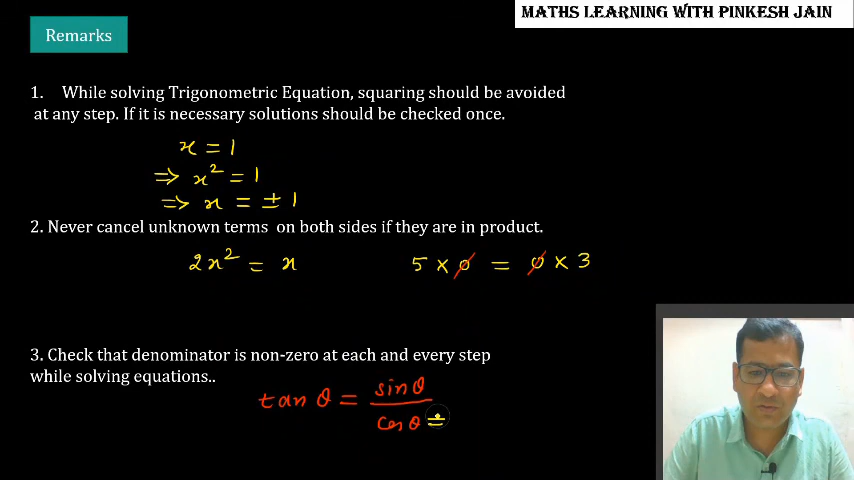 MATHS LEARNING WITH PINKESH JAIN
Remarks
1. While solving Trigonometric Equation, squaring should be avoided
at any step. If it is necessary solutions should be checked once.
x = 1
⇒ x² = 1
⇒ x = ± 1
2. Never cancel unknown terms on both sides if they are in product.
2x² = x 5 × 0 = 0 × 3
3. Check that denominator is non-zero at each and every step
while solving equations..
tan θ = sin θ / cos θ =